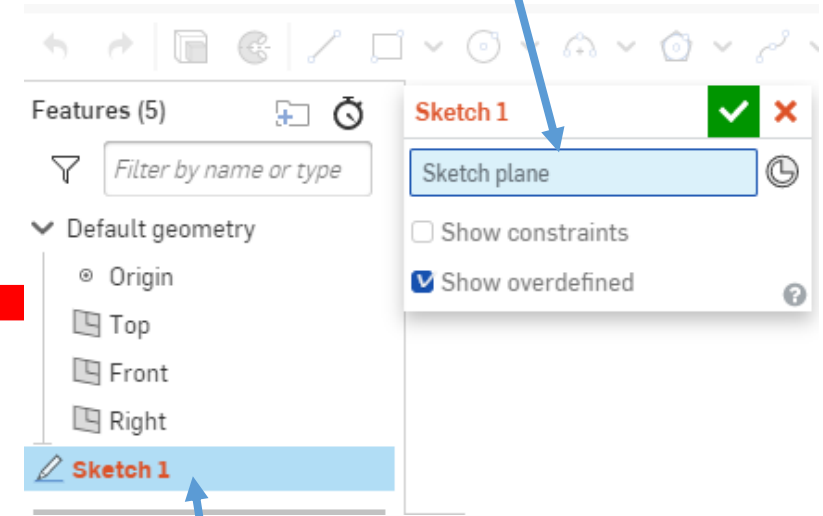 Features (5)
Filter by name or type
Default geometry
Origin
Top
Front
Right
Sketch 1
Sketch 1
Sketch plane
Show constraints
Show overdefined
?